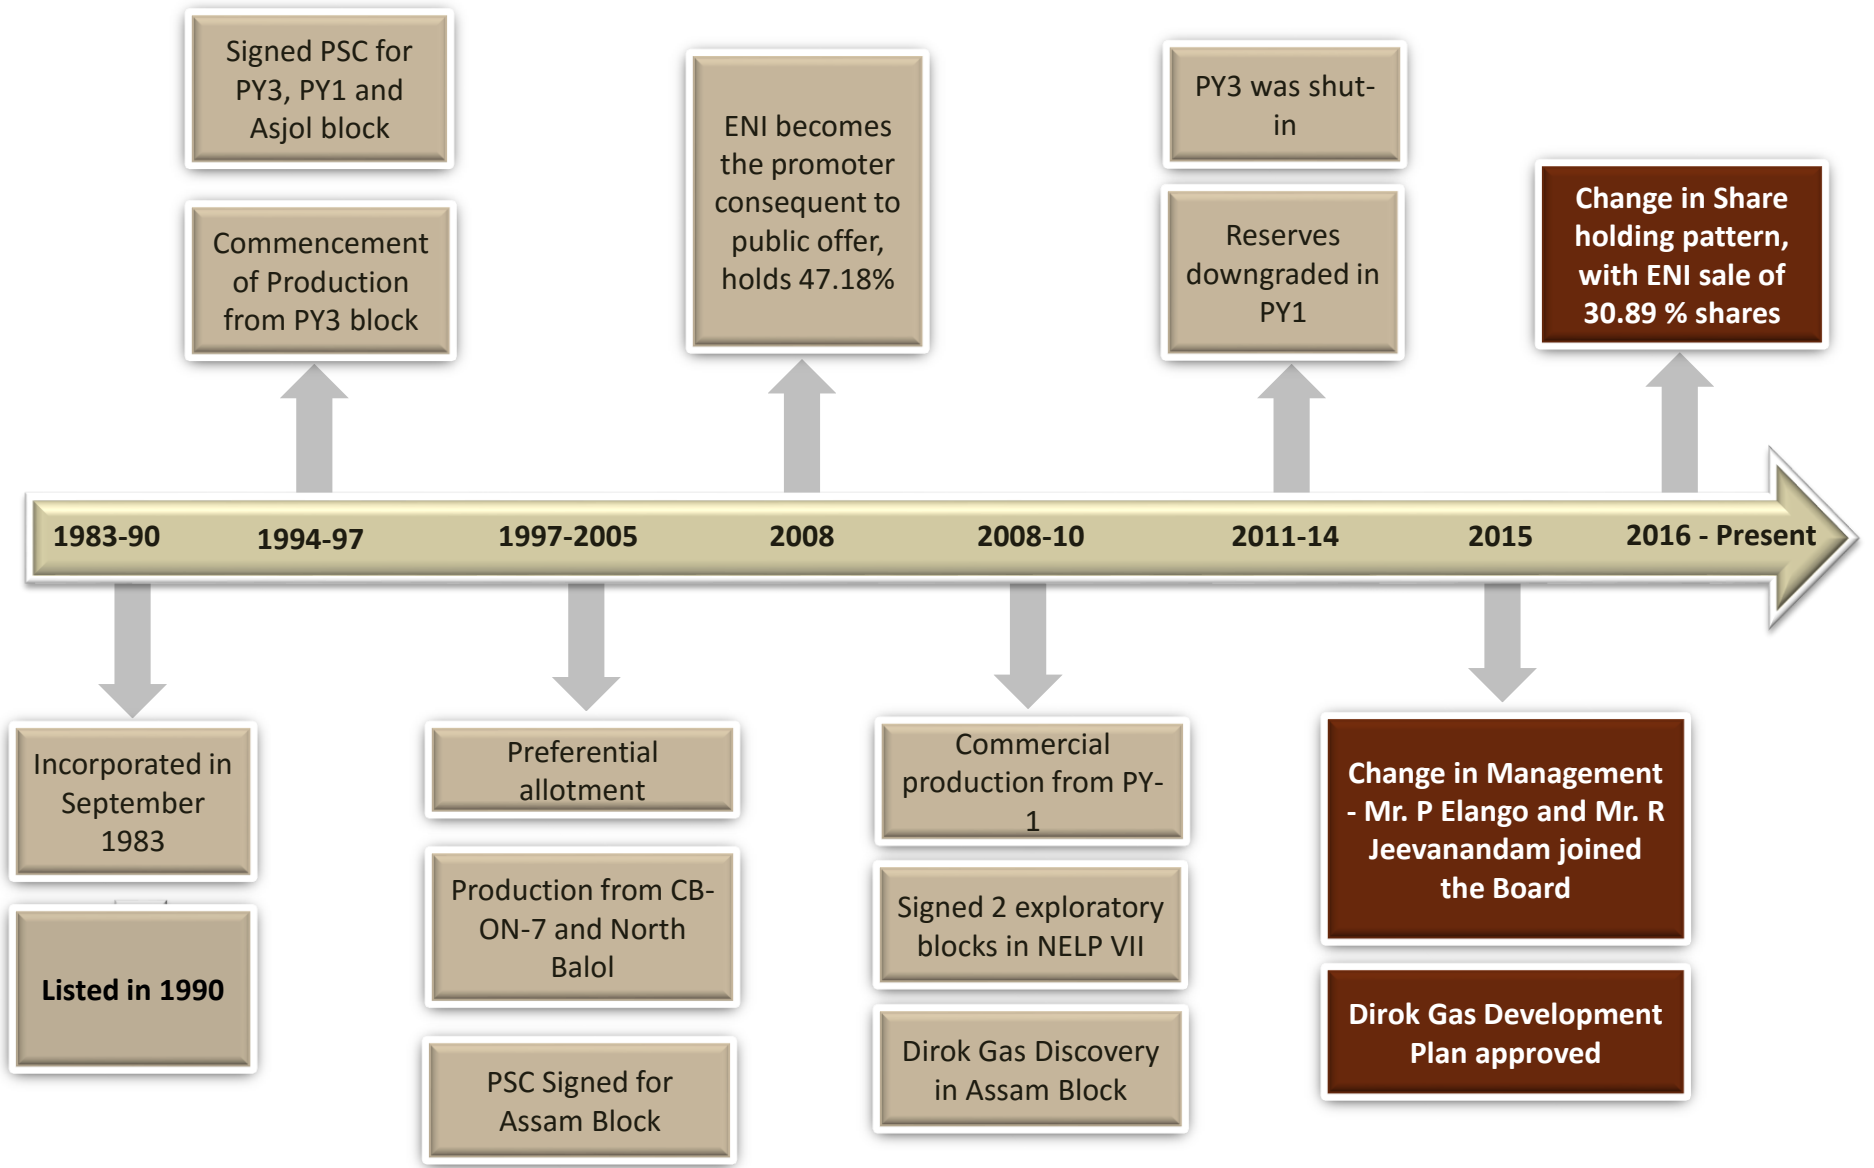 Signed PSC for
PY3, PY1 and
Asjol block
Commencement
of Production
from PY3 block
ENI becomes
the promoter
consequent to
public offer,
holds 47.18%
PY3 was shut-
in
Reserves
downgraded in
PY1
Change in Share
holding pattern,
with ENI sale of
30.89 % shares
1983-90
1994-97
1997-2005
2008
2008-10
2011-14
2015
2016 - Present
Incorporated in
September
1983
Listed in 1990
Preferential
allotment
Production from CB-
ON-7 and North
Balol
PSC Signed for
Assam Block
Commercial
production from PY-
1
Signed 2 exploratory
blocks in NELP VII
Dirok Gas Discovery
in Assam Block
Change in Management
- Mr. P Elango and Mr. R
Jeevanandam joined
the Board
Dirok Gas Development
Plan approved